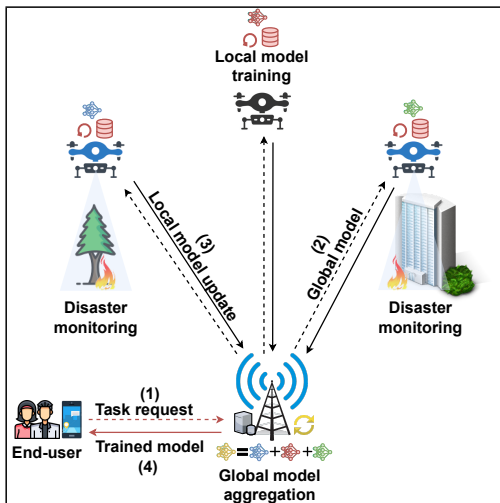 Local model
training
(3)
Local model update
(2)
Global model
Disaster
monitoring
Disaster
monitoring
(1)
Task request
End-user
Trained model
(4)
=
+
+
Global model
aggregation